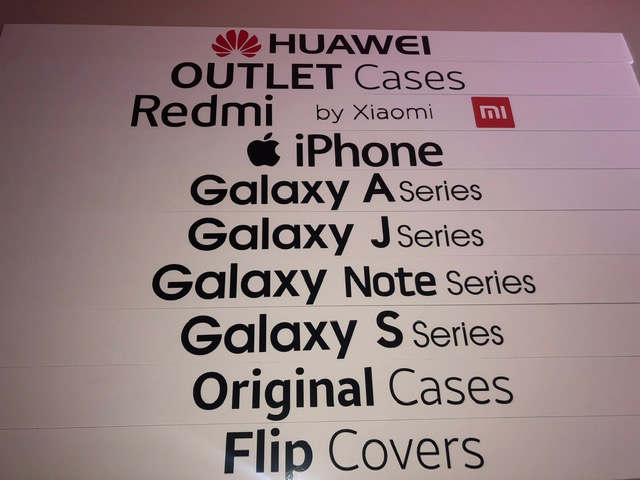 HUAWEI
OUTLET Cases
Redmi by Xiaomi mi
iPhone
Galaxy A Series
Galaxy J Series
Galaxy Note Series
Galaxy S Series
Original Cases
Flip Covers